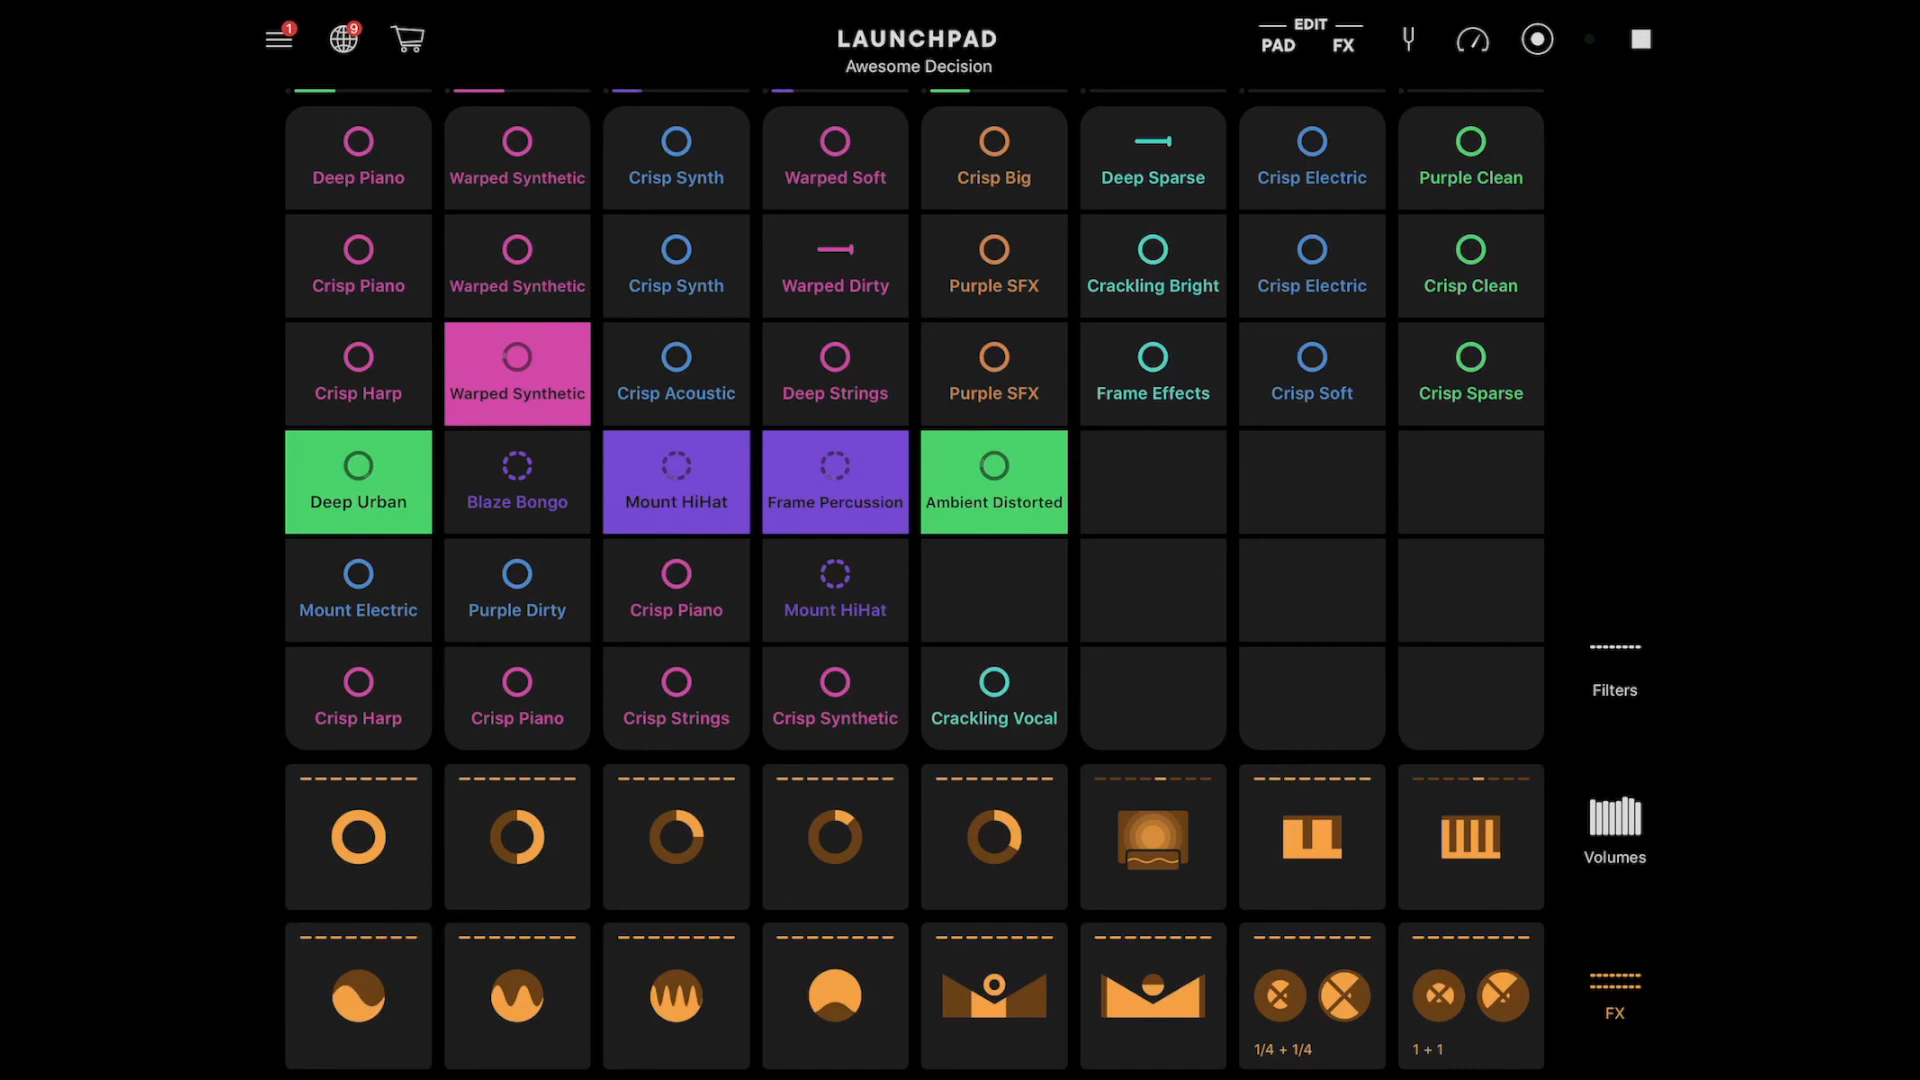 1
9
LAUNCHPAD
Awesome Decision
EDIT
PAD FX
Deep Piano
Warped Synthetic
Crisp Synth
Warped Soft
Crisp Big
Deep Sparse
Crisp Electric
Purple Clean
Crisp Piano
Warped Synthetic
Crisp Synth
Warped Dirty
Purple SFX
Crackling Bright
Crisp Electric
Crisp Clean
Crisp Harp
Warped Synthetic
Crisp Acoustic
Deep Strings
Purple SFX
Frame Effects
Crisp Soft
Crisp Sparse
Deep Urban
Blaze Bongo
Mount HiHat
Frame Percussion
Ambient Distorted
Mount Electric
Purple Dirty
Crisp Piano
Mount HiHat
Crisp Harp
Crisp Piano
Crisp Strings
Crisp Synthetic
Crackling Vocal
Filters
Volumes
FX
1/4 + 1/4
1 + 1